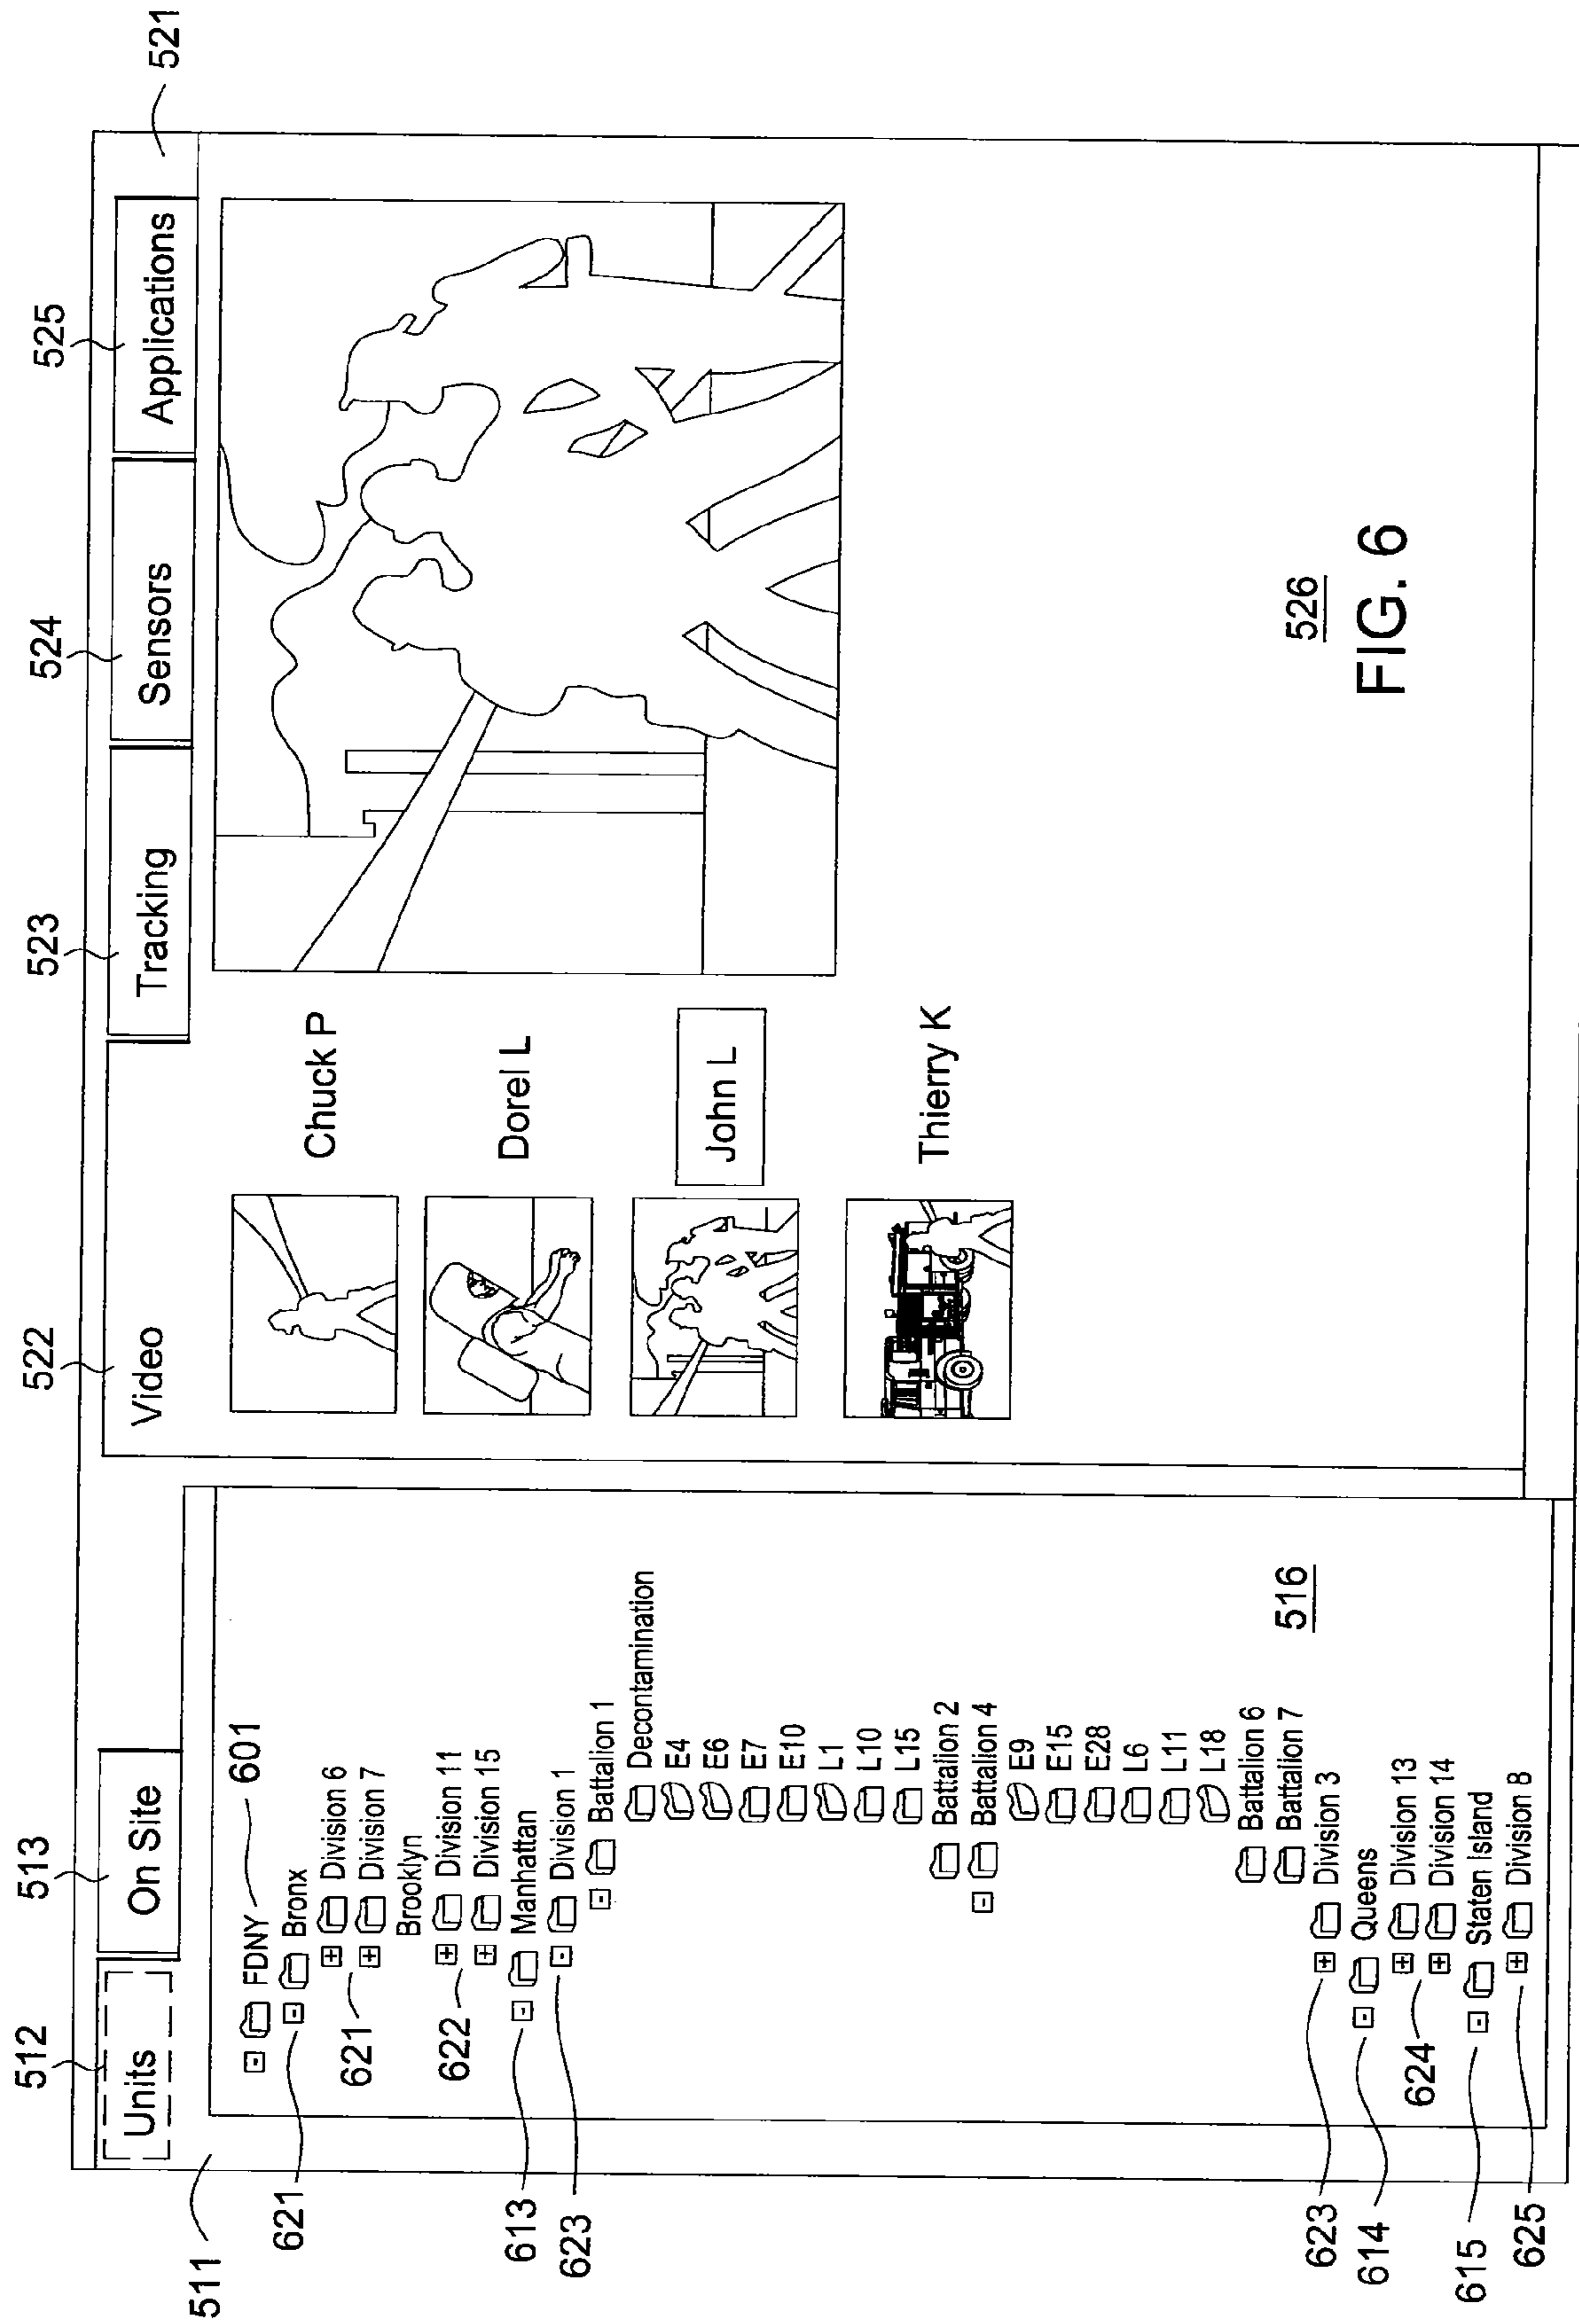 512
513
522
523
524
525
511
521
Units
On Site
Video
Tracking
Sensors
Applications
FDNY
601
621
Bronx
Division 6
621
Division 7
Brooklyn
622
Division 11
Division 15
613
Manhattan
623
Division 1
Battalion 1
Decontamination
E4
E6
E7
E10
L1
L10
L15
Battalion 2
Battalion 4
E9
E15
E28
L6
L11
L18
Battalion 6
Battalion 7
623
Division 3
614
Queens
624
Division 13
Division 14
615
Staten Island
625
Division 8
516
Chuck P
Dorel L
John L
Thierry K
526
FIG. 6